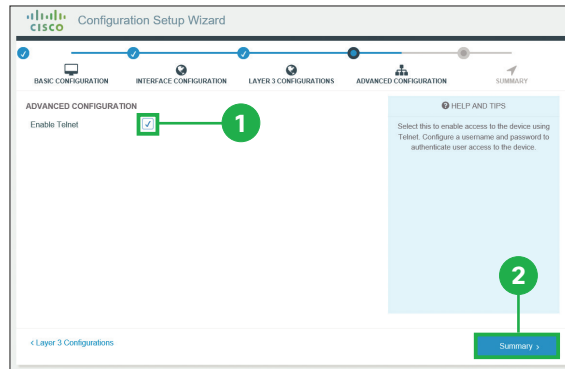 CISCO
Configuration Setup Wizard
BASIC CONFIGURATION
INTERFACE CONFIGURATION
LAYER 3 CONFIGURATIONS
ADVANCED CONFIGURATION
SUMMARY
ADVANCED CONFIGURATION
Enable Telnet
1
HELP AND TIPS
Select this to enable access to the device using
Telnet. Configure a username and password to
authenticate user access to the device.
2
< Layer 3 Configurations
Summary >